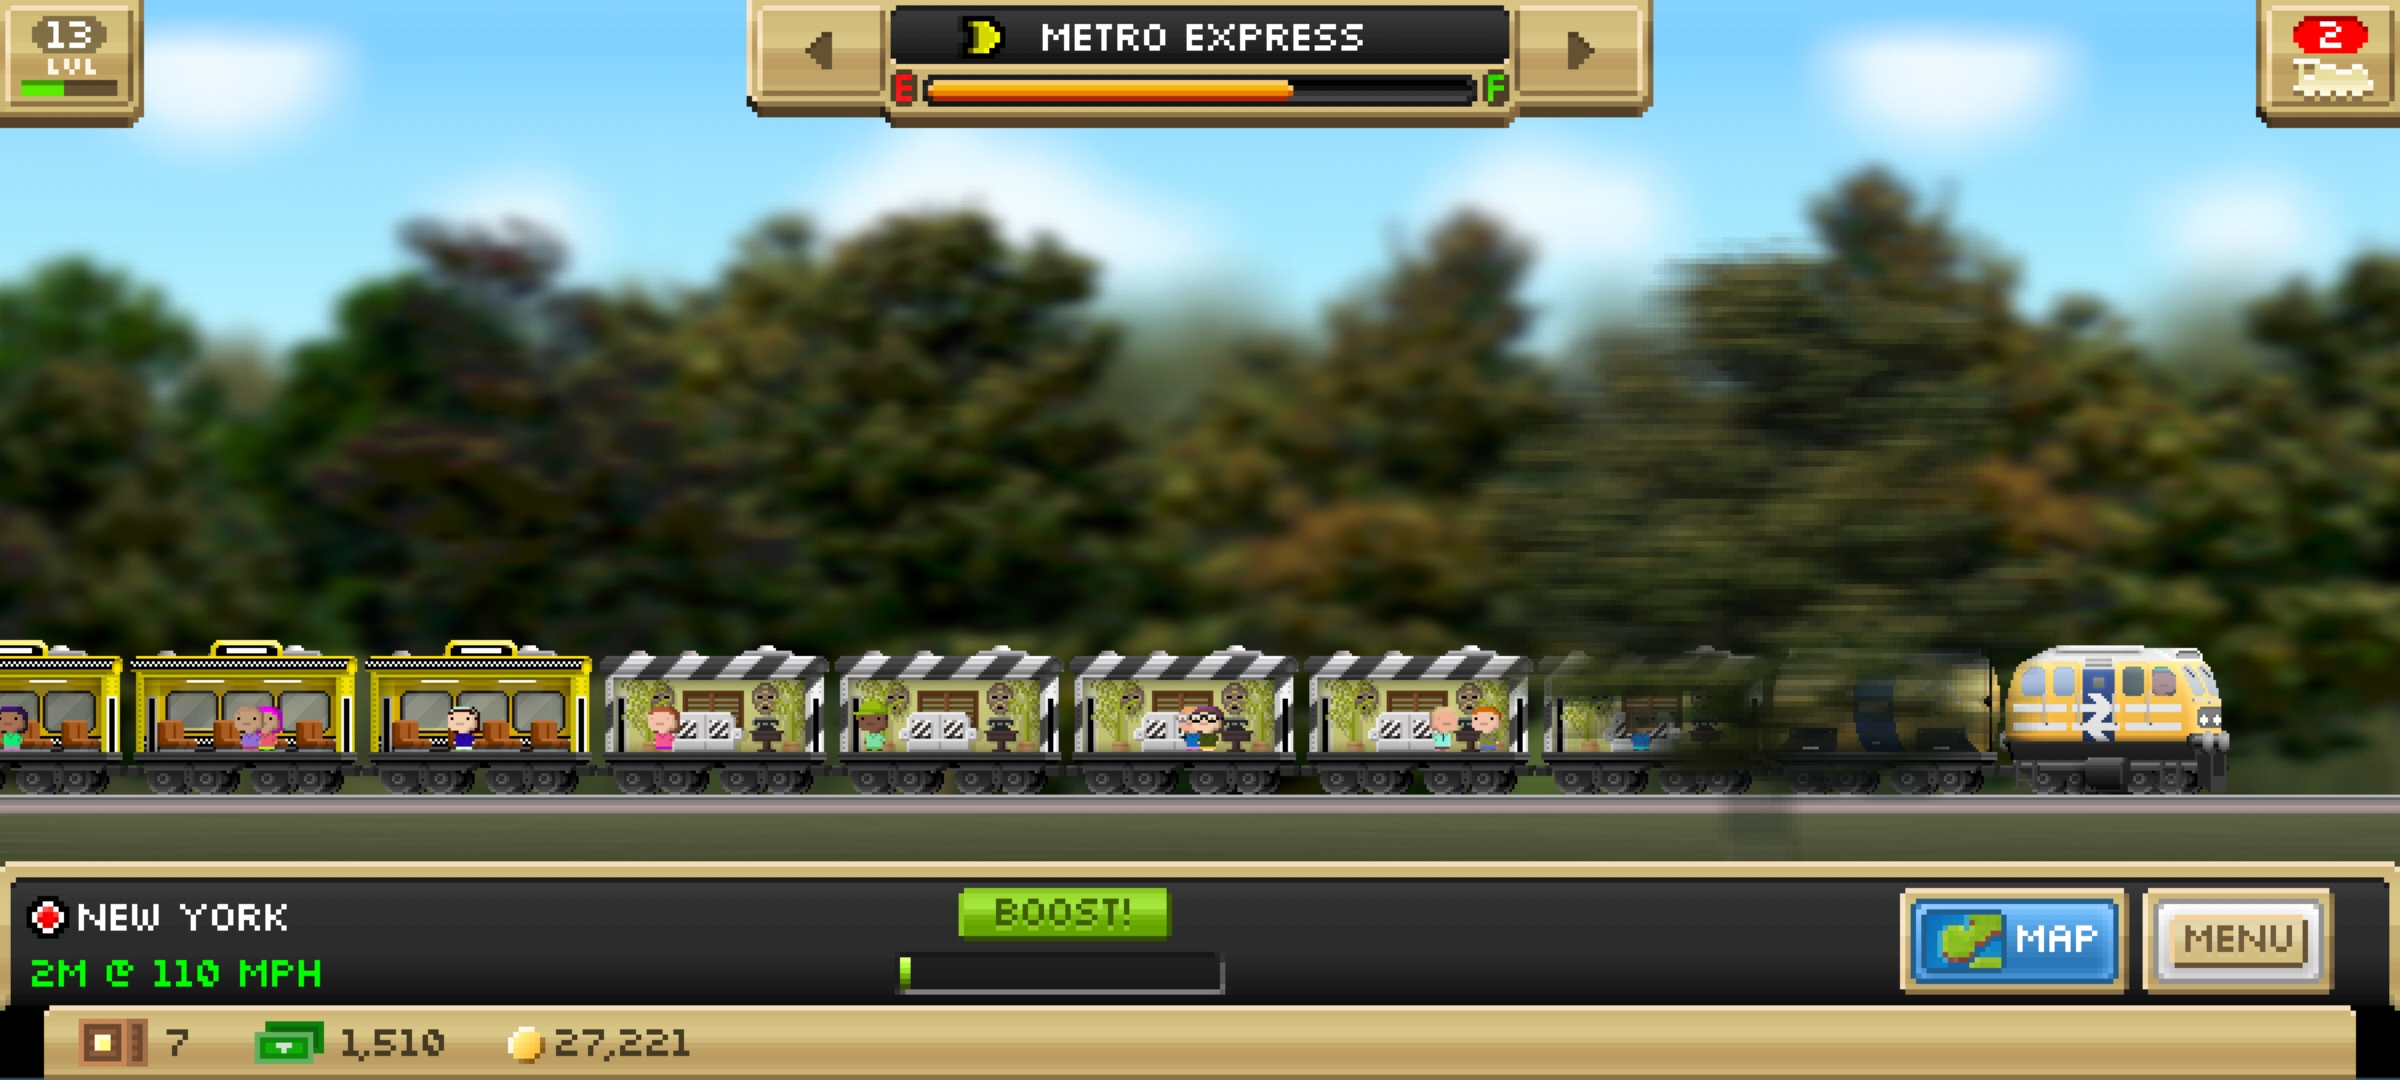 13
LVL
METRO EXPRESS
E F
2
NEW YORK
2M @ 110 MPH
BOOST!
MAP
MENU
7 1,510 27,221